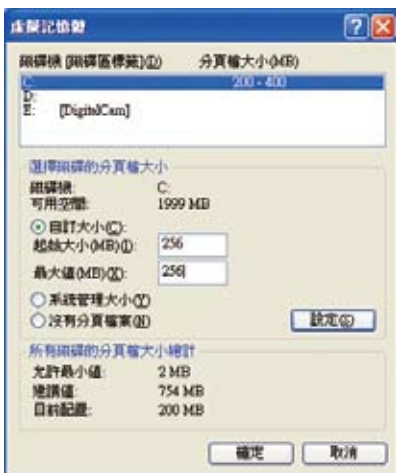 虛擬記憶體
磁碟機 [磁碟區標籤](D) 分頁檔大小(MB)
C: 200 - 400
D:
E: [DigitalCam]
選擇磁碟的分頁檔大小
磁碟機: C:
可用空間: 1999 MB
自訂大小(C):
起始大小(MB)(I): 256
最大值(MB)(X): 256
系統管理大小(Y)
沒有分頁檔案(N)
設定(S)
所有磁碟的分頁檔大小總計
允許最小值: 2 MB
建議值: 754 MB
目前配置: 200 MB
確定 取消